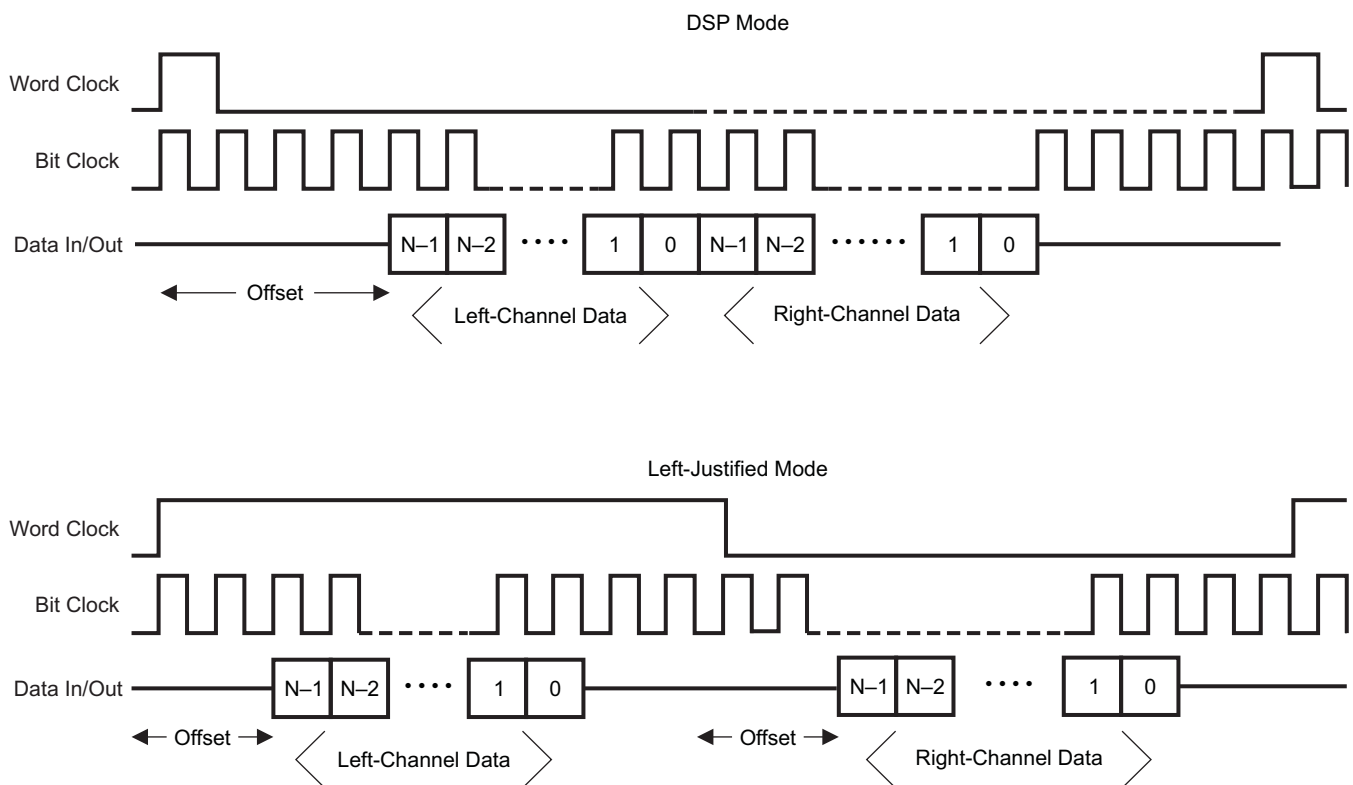 DSP Mode
Word Clock
Bit Clock
Data In/Out
N–1 N–2 •••• 1 0 N–1 N–2 •••••• 1 0
Offset
Left-Channel Data
Right-Channel Data
Left-Justified Mode
Word Clock
Bit Clock
Data In/Out
N–1 N–2 •••• 1 0 N–1 N–2 •••• 1 0
Offset
Offset
Left-Channel Data
Right-Channel Data